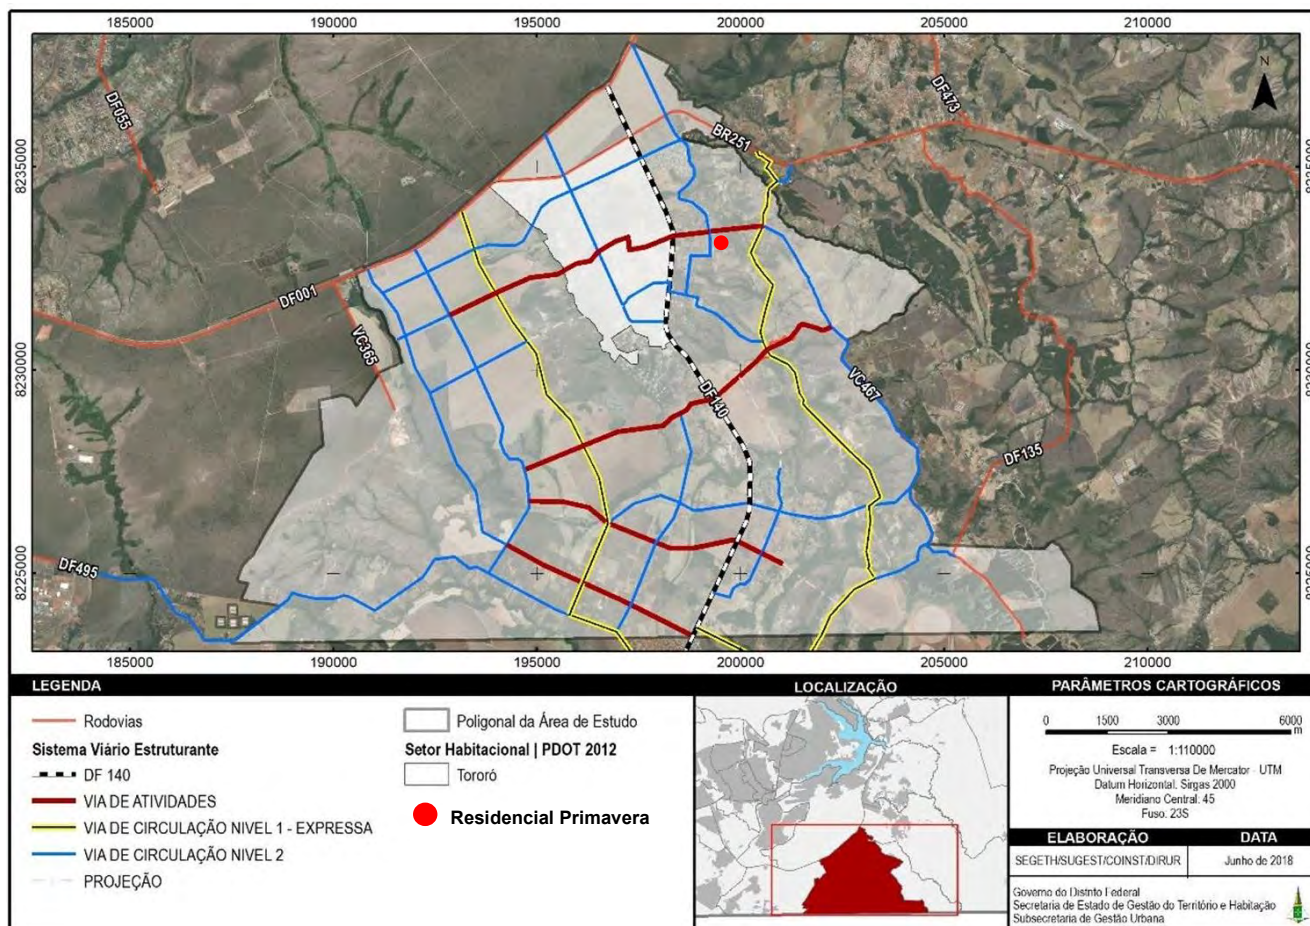 185000 190000 195000 200000 205000 210000
N
DF055
DF473
BR251
8235000
8235000
DF001
VC365
8230000
8230000
VC467
DF140
DF135
DF495
8225000
8225000
185000 190000 195000 200000 205000 210000
LEGENDA
Rodovias
Sistema Viário Estruturante
DF 140
VIA DE ATIVIDADES
VIA DE CIRCULAÇÃO NIVEL 1 - EXPRESSA
VIA DE CIRCULAÇÃO NIVEL 2
PROJEÇÃO
Poligonal da Área de Estudo
Setor Habitacional | PDOT 2012
Tororó
Residencial Primavera
LOCALIZAÇÃO
PARÂMETROS CARTOGRÁFICOS
0 1500 3000 6000
m
Escala = 1:110000
Projeção Universal Transversa De Mercator - UTM
Datum Horizontal: Sirgas 2000
Meridiano Central: 45
Fuso: 23S
ELABORAÇÃO DATA
SEGETH/SUGEST/COINST/DIRUR Junho de 2018
Governo do Distrito Federal
Secretaria de Estado de Gestão do Território e Habitação
Subsecretaria de Gestão Urbana